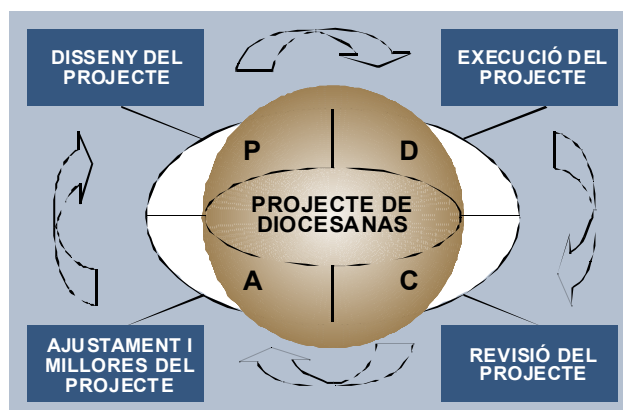 DISSENY DEL
PROJECTE
EXECUCIÓ DEL
PROJECTE
P
D
PROJECTE DE
DIOCESANAS
A
C
AJUSTAMENT I
MILLORES DEL
PROJECTE
REVISIÓ DEL
PROJECTE